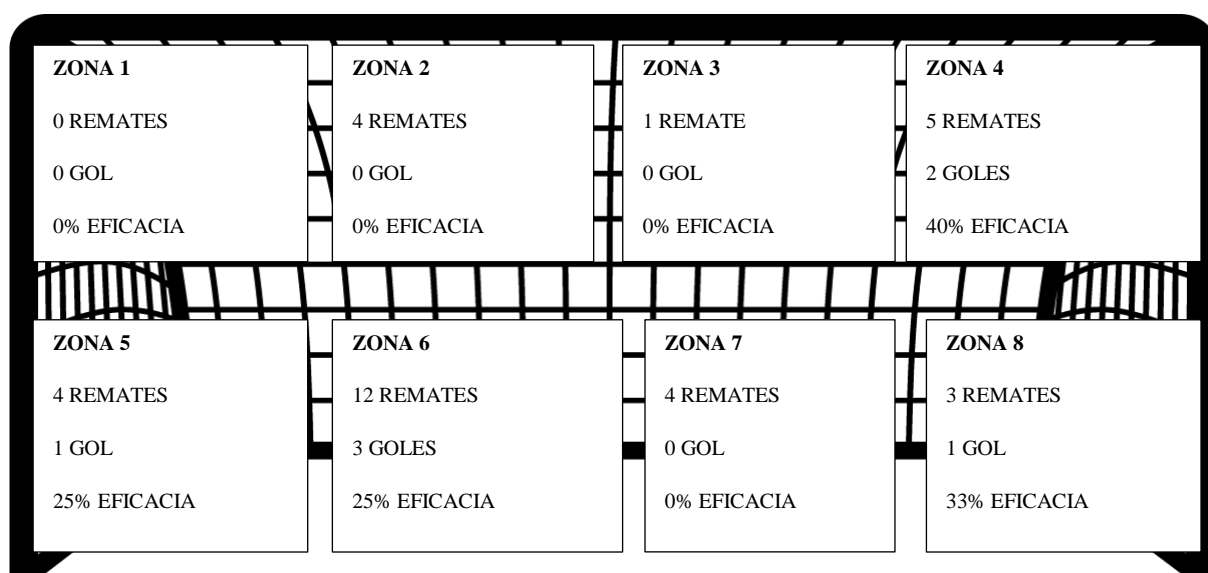 ZONA 1
0 REMATES
0 GOL
0% EFICACIA
ZONA 2
4 REMATES
0 GOL
0% EFICACIA
ZONA 3
1 REMATE
0 GOL
0% EFICACIA
ZONA 4
5 REMATES
2 GOLES
40% EFICACIA
ZONA 5
4 REMATES
1 GOL
25% EFICACIA
ZONA 6
12 REMATES
3 GOLES
25% EFICACIA
ZONA 7
4 REMATES
0 GOL
0% EFICACIA
ZONA 8
3 REMATES
1 GOL
33% EFICACIA